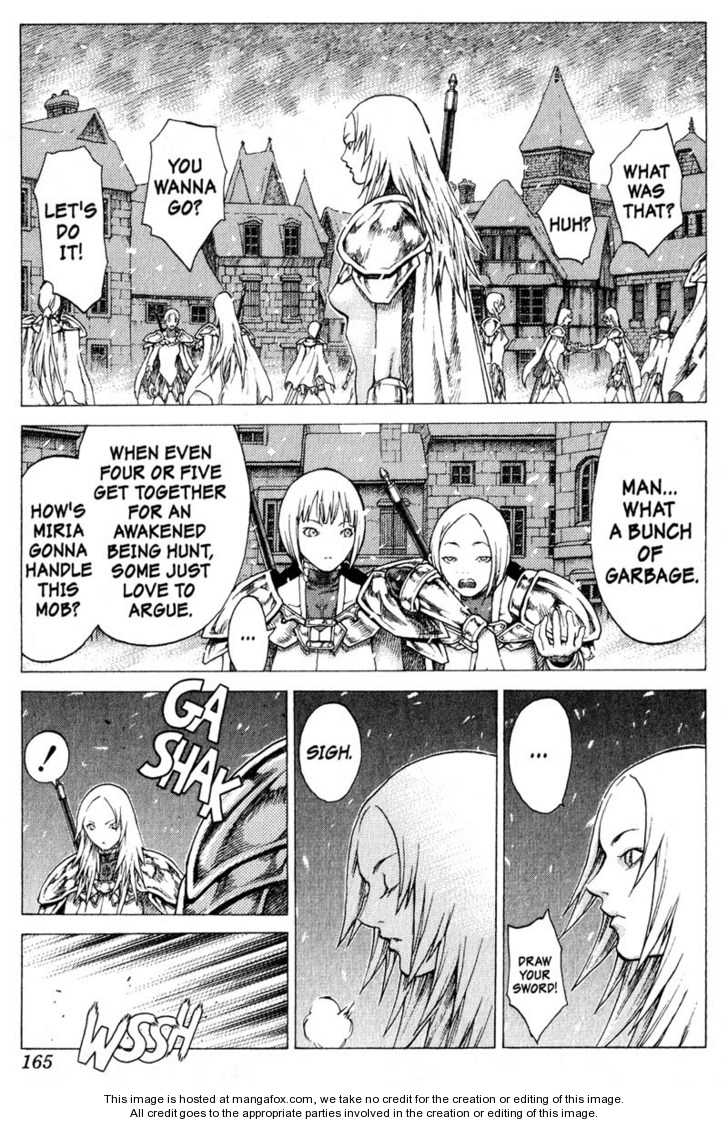 WHAT
WAS
THAT?
HUH?
YOU
WANNA
GO?
LET'S
DO
IT!
MAN...
WHAT
A BUNCH
OF
GARBAGE.
WHEN EVEN
FOUR OR FIVE
GET TOGETHER
FOR AN
AWAKENED
BEING HUNT,
SOME JUST
LOVE TO
ARGUE.
HOW'S
MIRIA
GONNA
HANDLE
THIS
MOB?
...
...
DRAW
YOUR
SWORD!
SIGH.
GA
SHAK
!
WSSSH
165
This image is hosted at mangafox.com, we take no credit for the creation or editing of this image.
All credit goes to the appropriate parties involved in the creation or editing of this image.